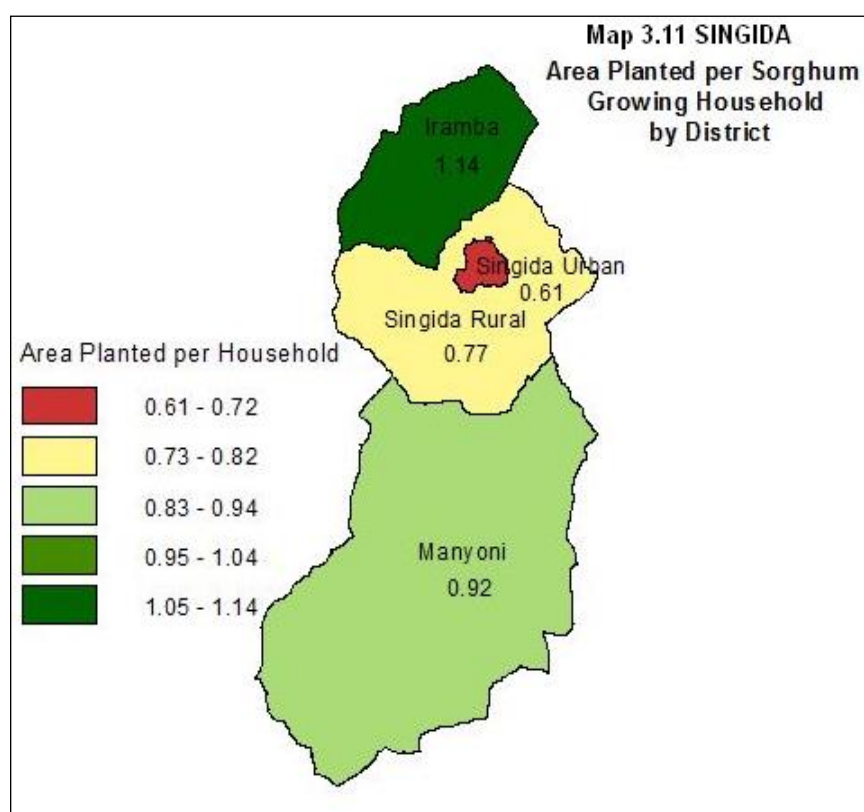 Map 3.11 SINGIDA
Area Planted per Sorghum
Growing Household
by District
Iramba
1.14
Singida Urban
0.61
Singida Rural
0.77
Area Planted per Household
0.61 - 0.72
0.73 - 0.82
0.83 - 0.94
0.95 - 1.04
1.05 - 1.14
Manyoni
0.92